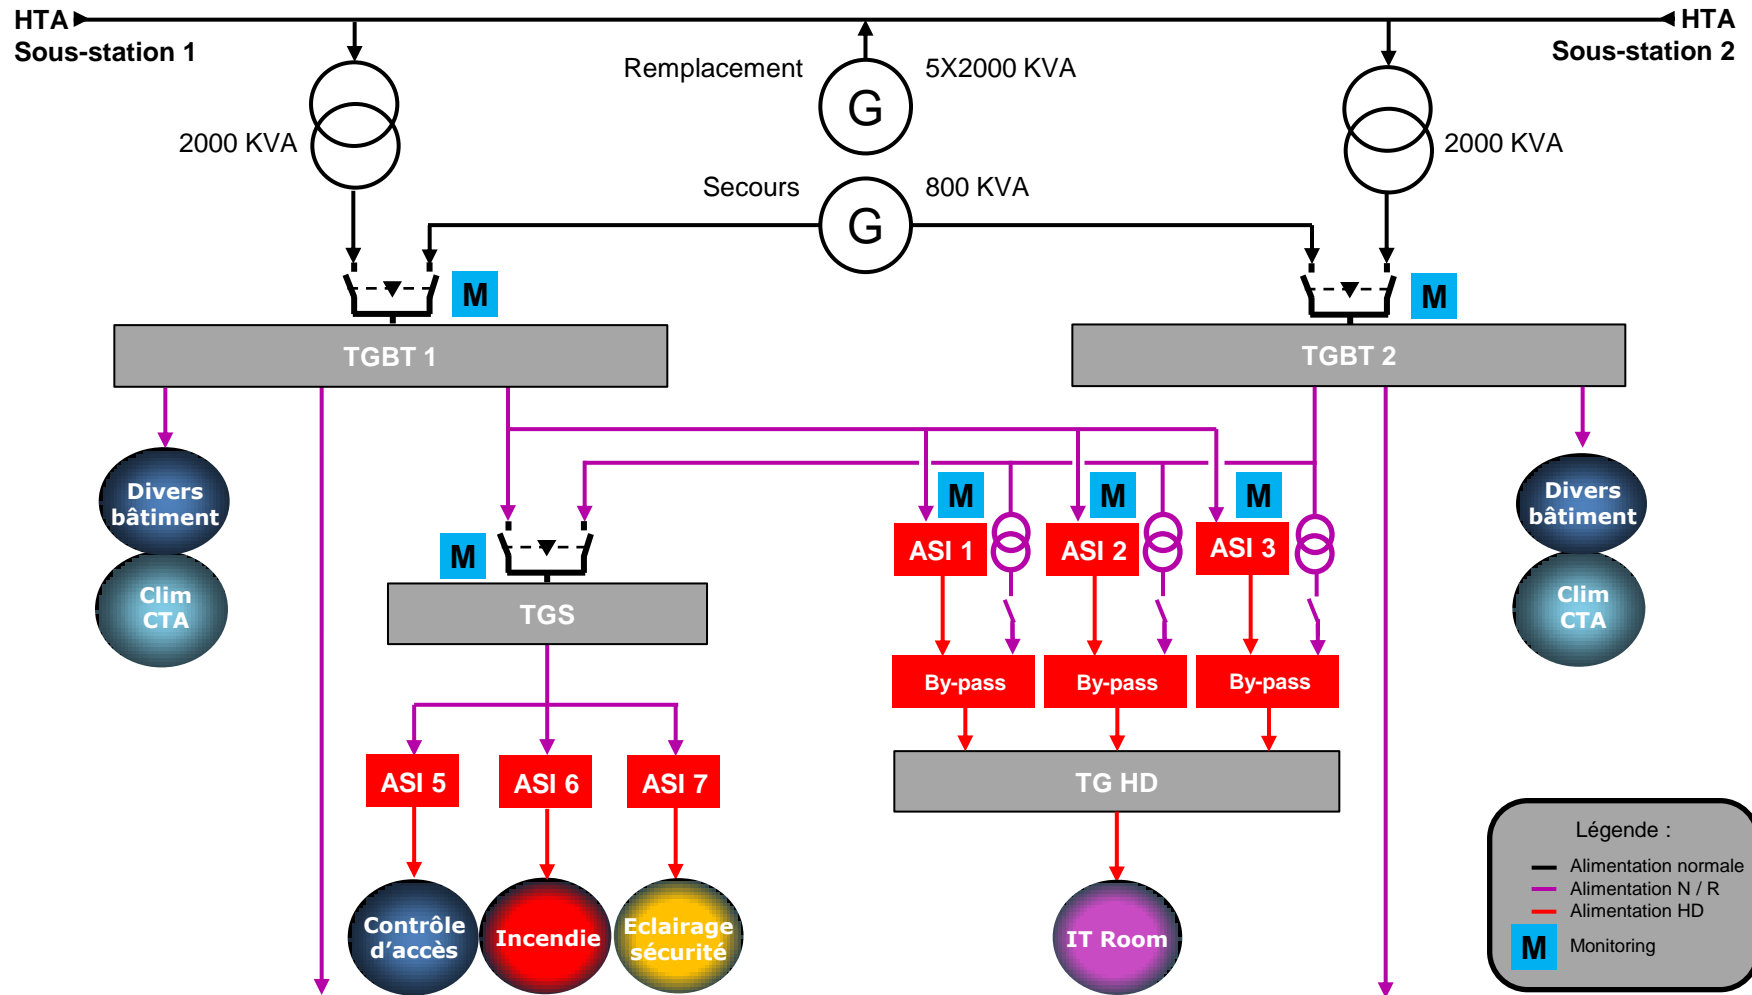 HTA
Sous-station 1
HTA
Sous-station 2
Remplacement
G
5X2000 KVA
2000 KVA
2000 KVA
Secours
G
800 KVA
M
M
TGBT 1
TGBT 2
Divers
bâtiment
Clim
CTA
Divers
bâtiment
Clim
CTA
M
M
M
M
ASI 1
ASI 2
ASI 3
TGS
By-pass
By-pass
By-pass
ASI 5
ASI 6
ASI 7
TG HD
Contrôle
d’accès
Incendie
Eclairage
sécurité
IT Room
Légende :
Alimentation normale
Alimentation N / R
Alimentation HD
M
Monitoring